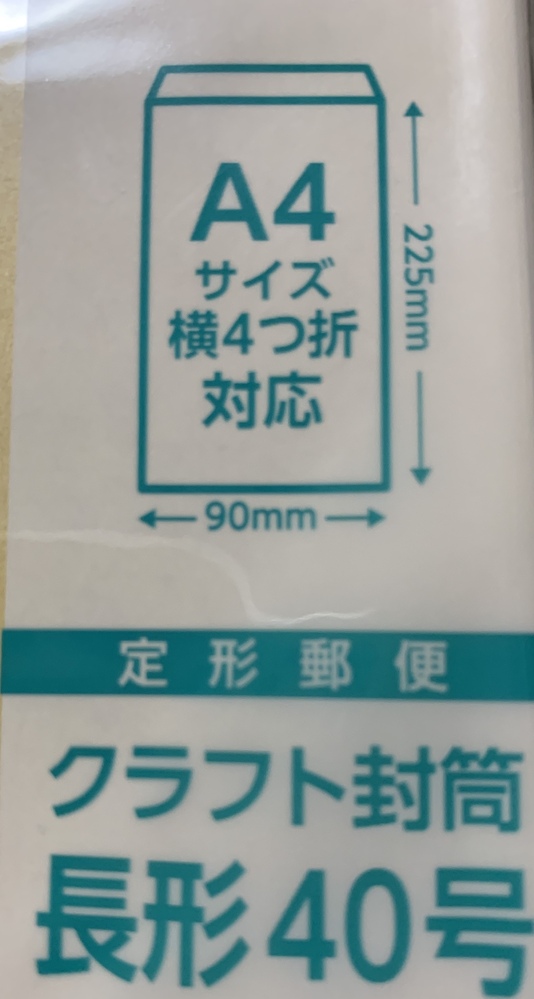 A4
サイズ
横4つ折
対応
225mm
90mm
定形郵便
クラフト封筒
長形40号